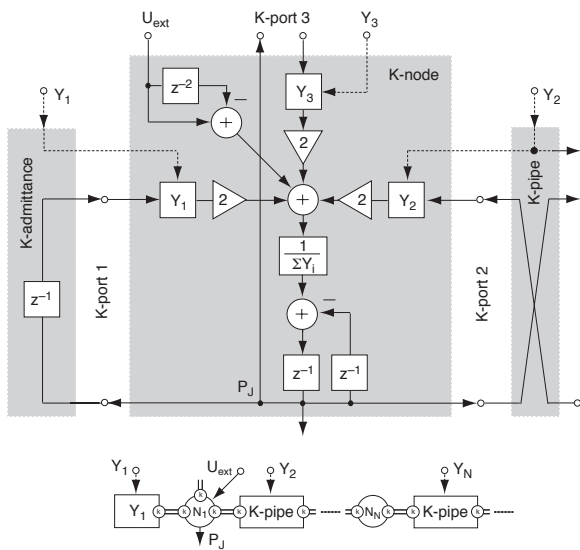 U_ext K-port 3 Y_3
K-node
z⁻²
−
Y_1
Y_3
Y_2
+
2
K-admittance
K-pipe
Y_1 2 + 2 Y_2
1/ΣY_i
K-port 1
K-port 2
z⁻¹
+ −
z⁻¹ z⁻¹
P_J
Y_1 U_ext Y_2 Y_N
k
Y_1 k k N_1 k k K-pipe k k N_N k k K-pipe k
P_J